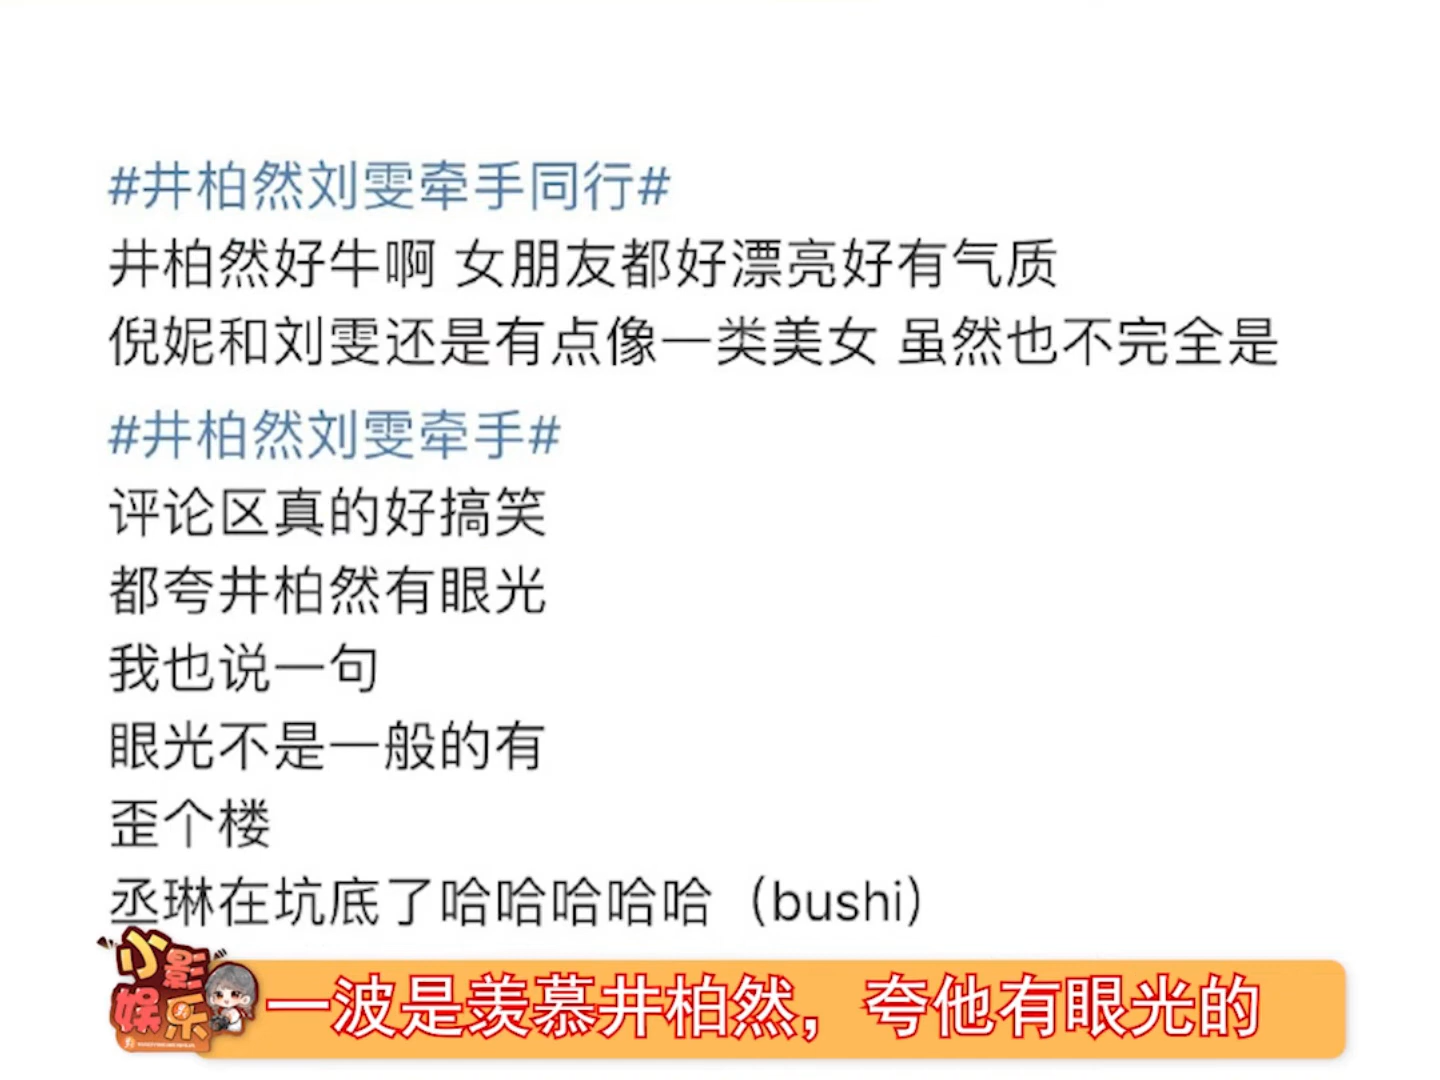 #井柏然刘雯牵手同行#
井柏然好牛啊 女朋友都好漂亮好有气质
倪妮和刘雯还是有点像一类美女 虽然也不完全是
#井柏然刘雯牵手#
评论区真的好搞笑
都夸井柏然有眼光
我也说一句
眼光不是一般的有
歪个楼
丞琳在坑底了哈哈哈哈哈（bushi）
小影娱乐
一波是羡慕井柏然，夸他有眼光的